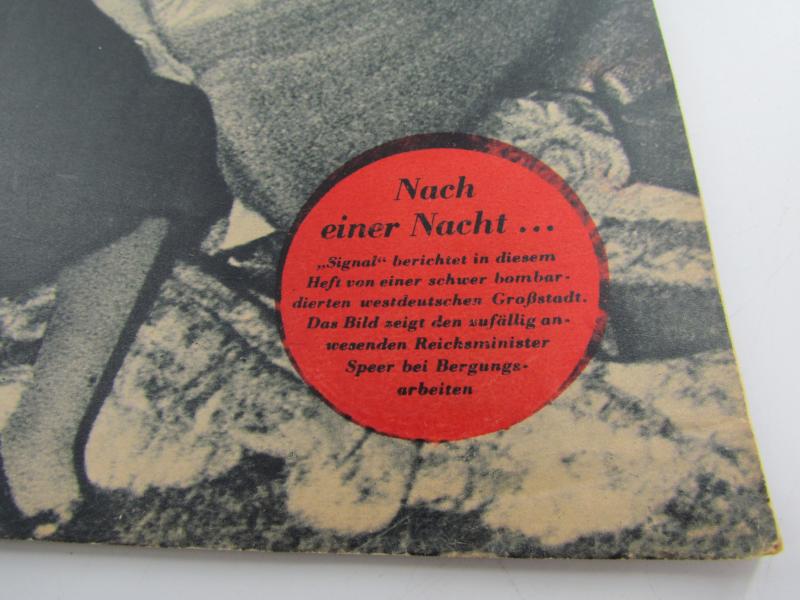 Nach
einer Nacht ...
„Signal“ berichtet in diesem
Heft von einer schwer bombar-
dierten westdeutschen Großstadt.
Das Bild zeigt den zufällig an-
wesenden Reichsminister
Speer bei Bergungs-
arbeiten